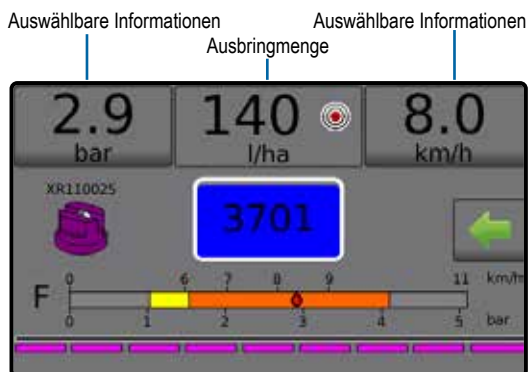 Auswählbare Informationen Auswählbare Informationen
Ausbringmenge
2.9 140 8.0
bar l/ha km/h
XR110025
3701
0 6 7 8 9 11 km/h
F
0 1 2 3 4 5 bar